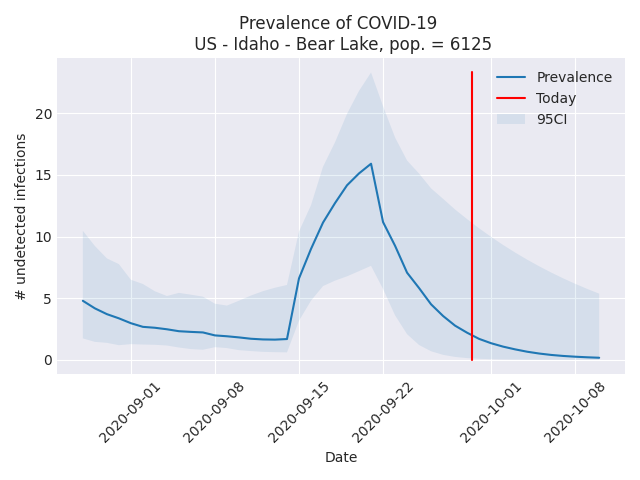 Prevalence of COVID-19
US - Idaho - Bear Lake, pop. = 6125
Prevalence
Today
95CI
# undetected infections
20
15
10
5
0
2020-09-01
2020-09-08
2020-09-15
2020-09-22
2020-10-01
2020-10-08
Date